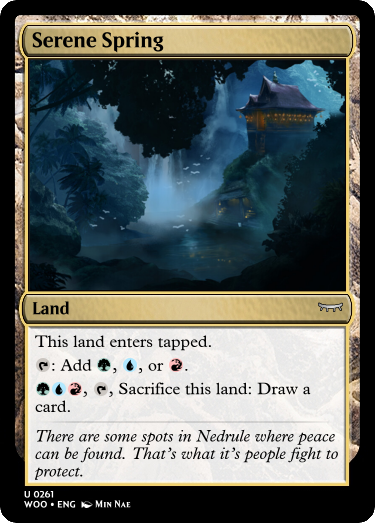 Serene Spring
Land
This land enters tapped.
: Add , , or .
, , Sacrifice this land: Draw a
card.
There are some spots in Nedrule where peace
can be found. That's what it's people fight to
protect.
U 0261
WOO • ENG Min Nae